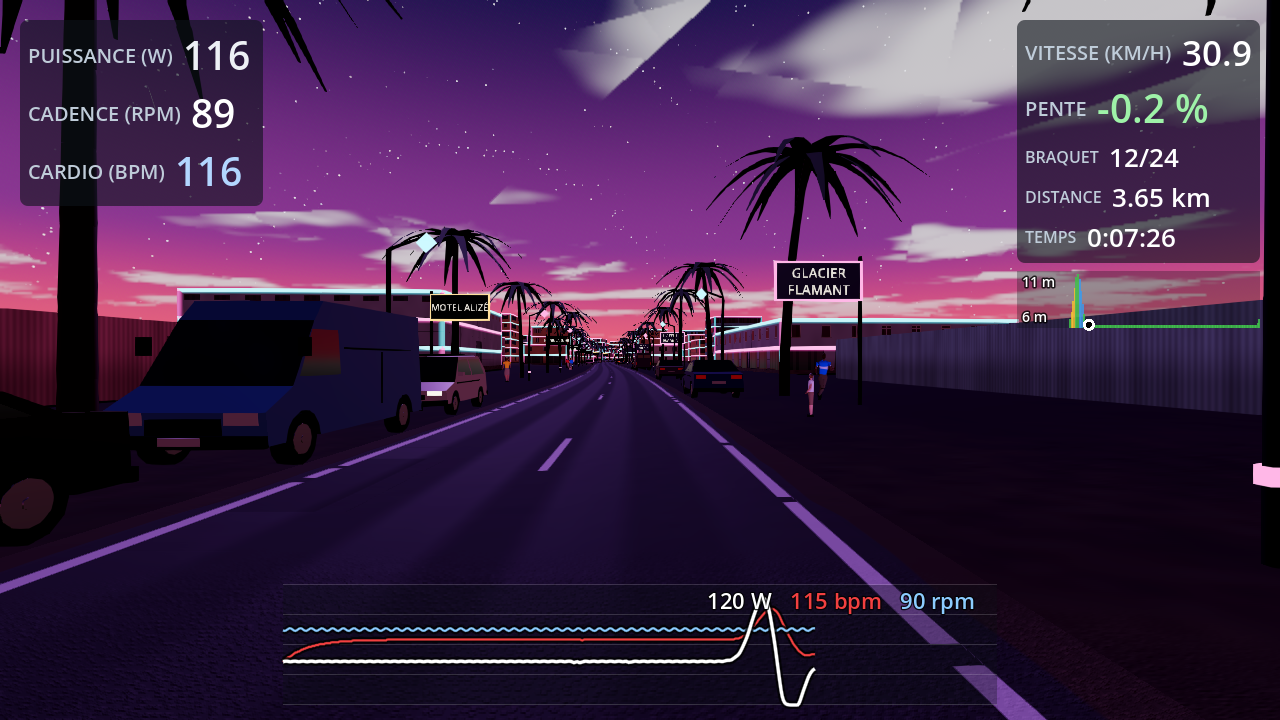 PUISSANCE (W) 116
CADENCE (RPM) 89
CARDIO (BPM) 116
VITESSE (KM/H) 30.9
PENTE -0.2 %
BRAQUET 12/24
DISTANCE 3.65 km
TEMPS 0:07:26
11 m
6 m
GLACIER
FLAMANT
MOTEL ALIZÉ
120 W 115 bpm 90 rpm